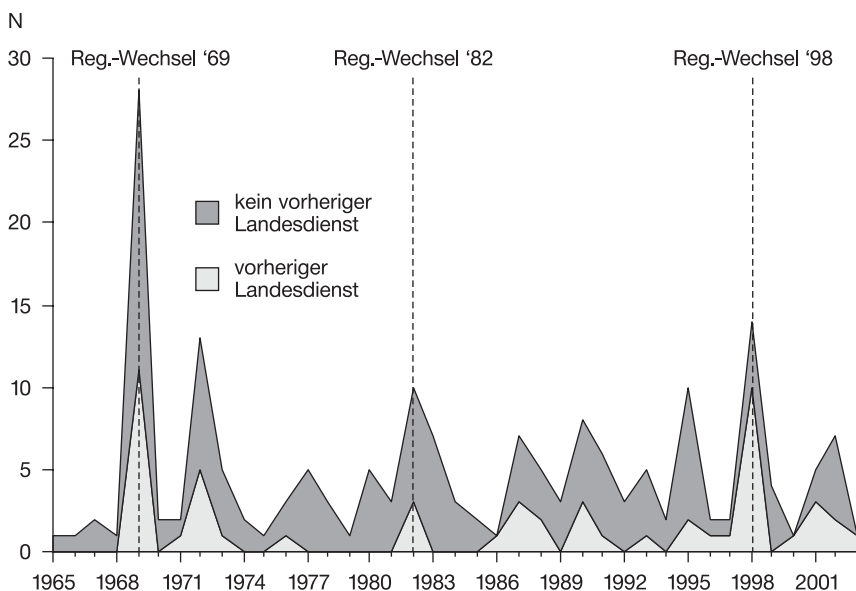 N
30
Reg.-Wechsel ‘69
Reg.-Wechsel ‘82
Reg.-Wechsel ‘98
25
20
15
10
5
0
kein vorheriger
Landesdienst
vorheriger
Landesdienst
1965 1968 1971 1974 1977 1980 1983 1986 1989 1992 1995 1998 2001